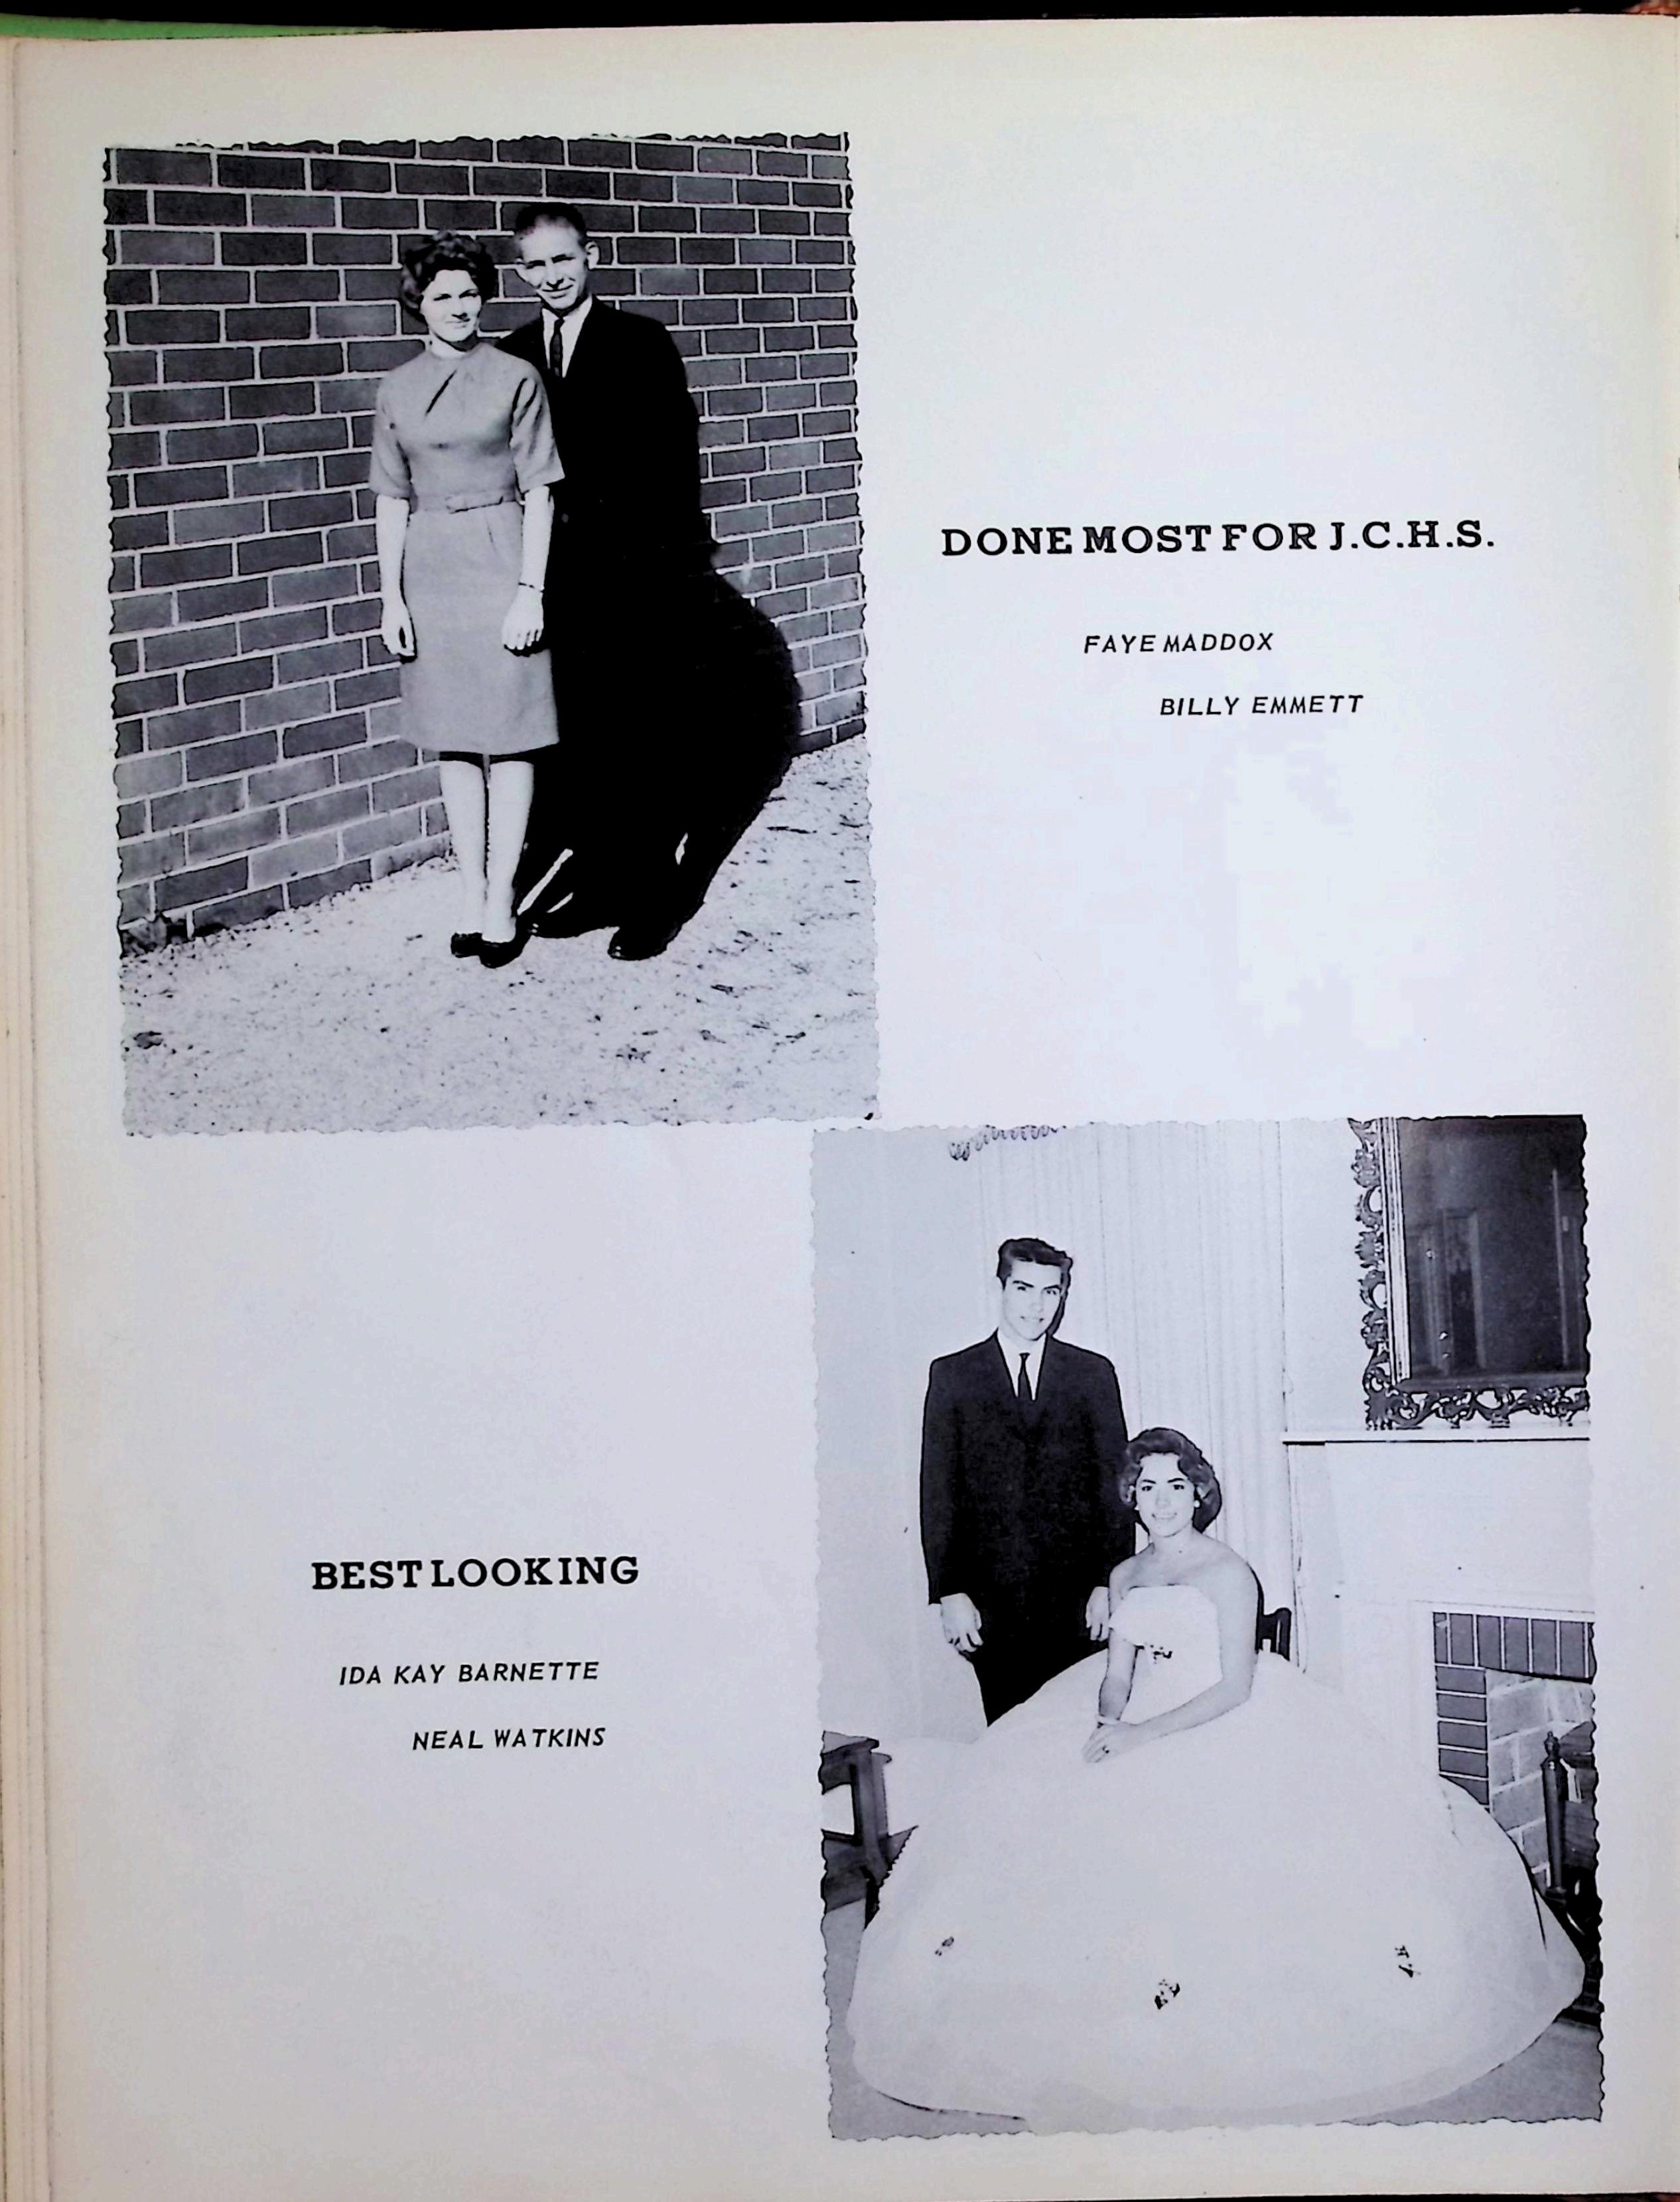 DONE MOST FOR J.C.H.S.
FAYE MADDOX
BILLY EMMETT
BEST LOOKING
IDA KAY BARNETTE
NEAL WATKINS